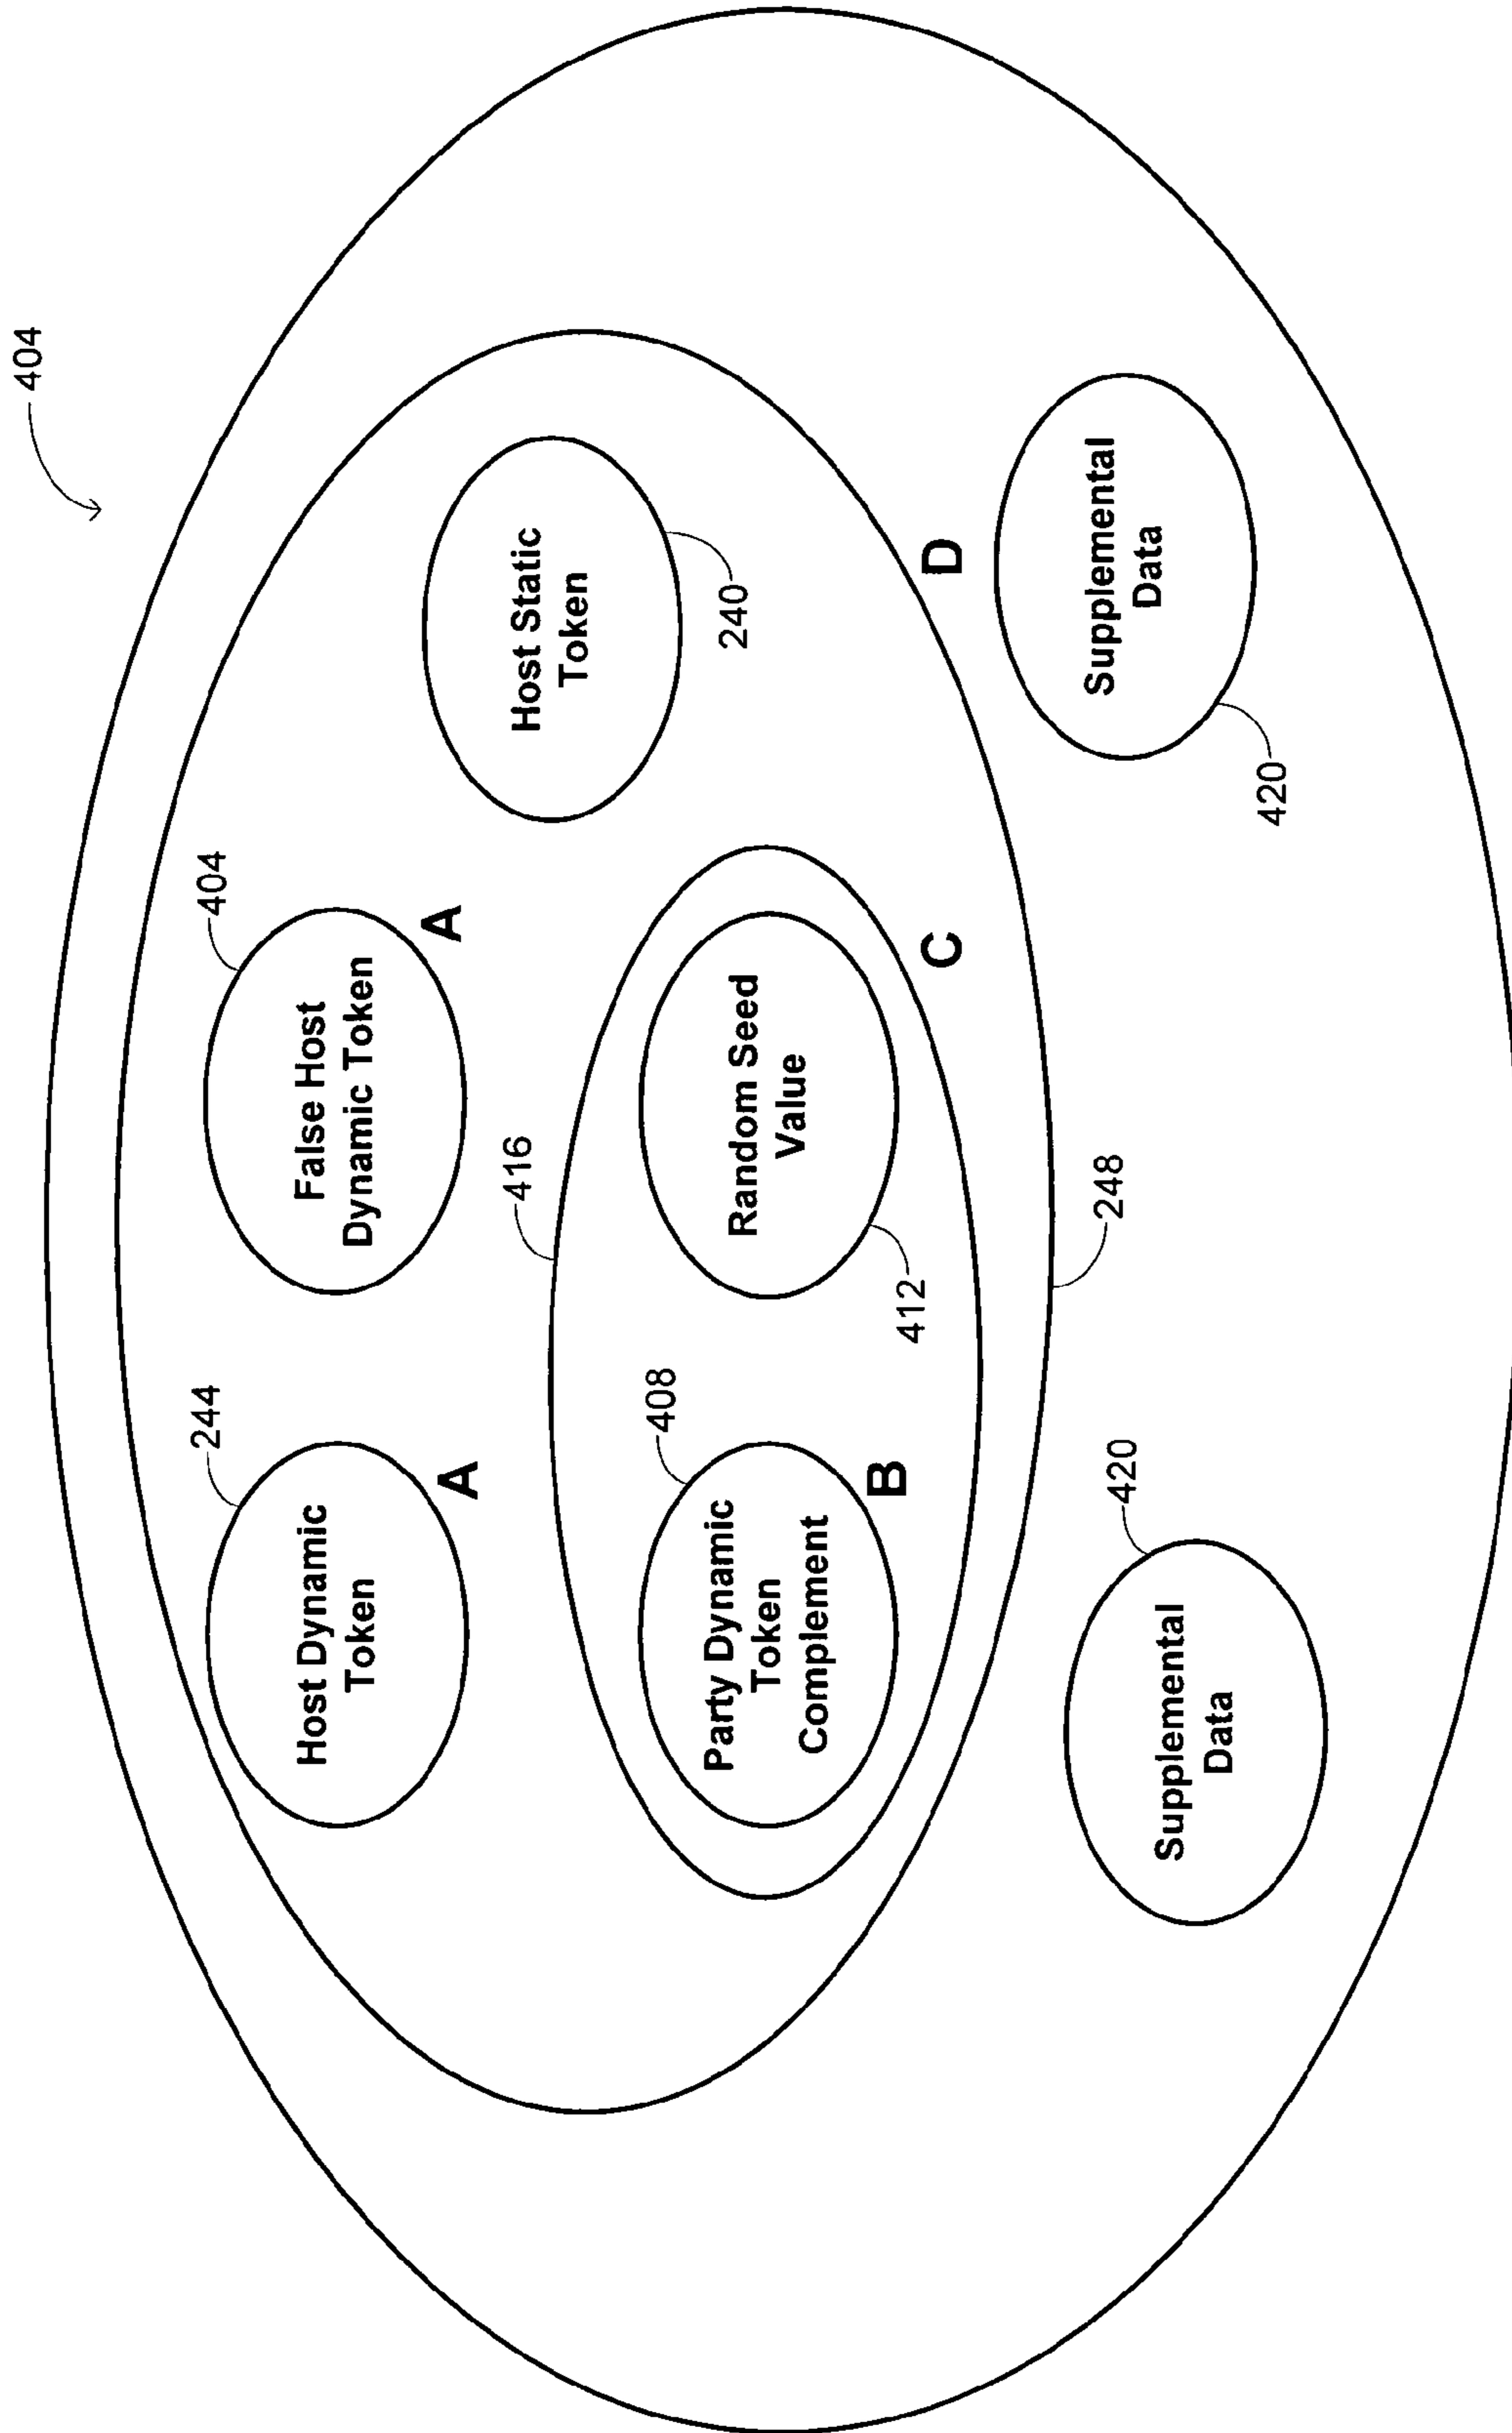 404
244
Host Dynamic
Token
A
404
False Host
Dynamic Token
A
Host Static
Token
240
416
408
Party Dynamic
Token
Complement
B
Random Seed
Value
412
C
D
248
420
Supplemental
Data
Supplemental
Data
420